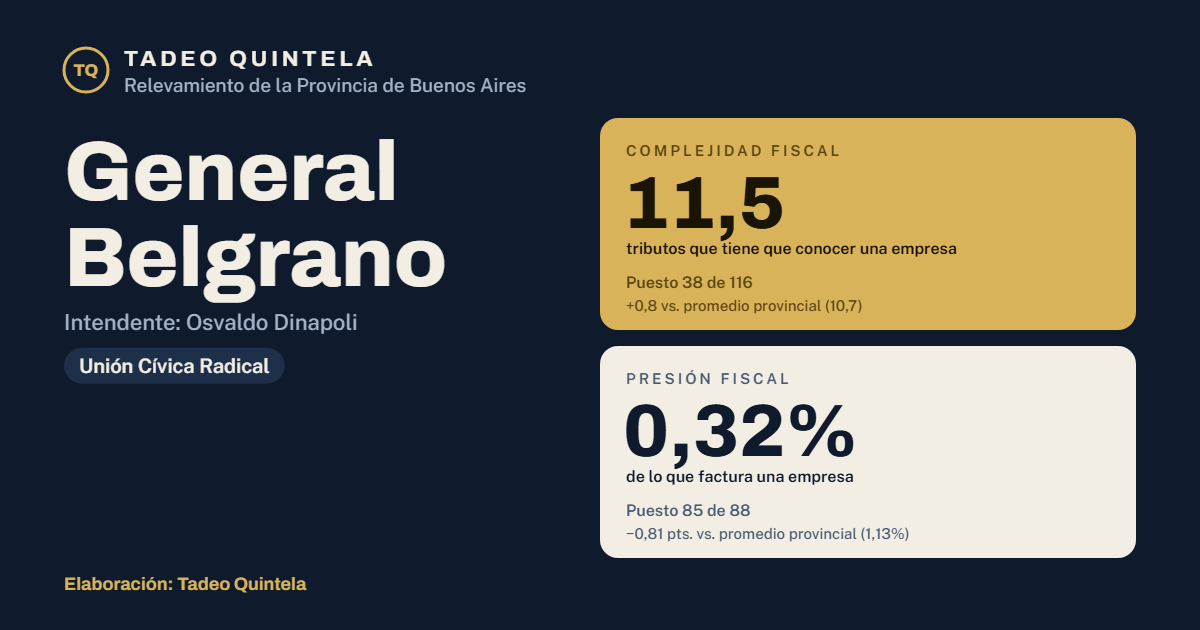 TQ
TADEO QUINTELA
Relevamiento de la Provincia de Buenos Aires
General
Belgrano
Intendente: Osvaldo Dinapoli
Unión Cívica Radical
COMPLEJIDAD FISCAL
11,5
tributos que tiene que conocer una empresa
Puesto 38 de 116
+0,8 vs. promedio provincial (10,7)
PRESIÓN FISCAL
0,32%
de lo que factura una empresa
Puesto 85 de 88
−0,81 pts. vs. promedio provincial (1,13%)
Elaboración: Tadeo Quintela